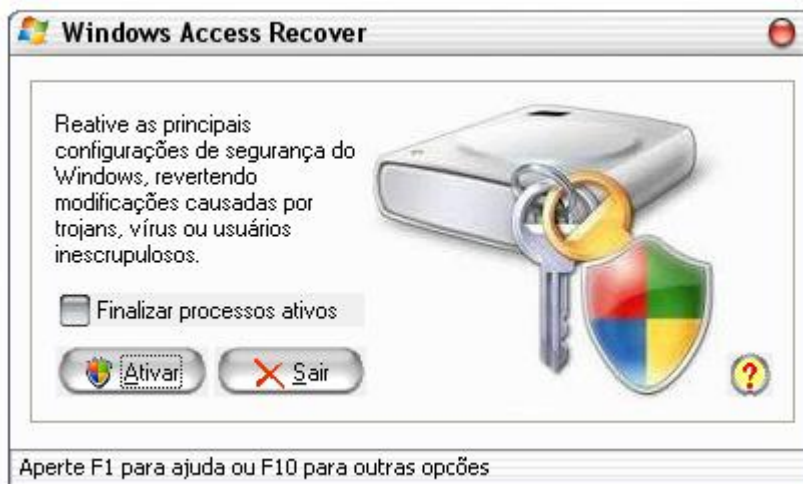 Windows Access Recover
Reative as principais
configurações de segurança do
Windows, revertendo
modificações causadas por
trojans, vírus ou usuários
inescrupulosos.
Finalizar processos ativos
Ativar
Sair
?
Aperte F1 para ajuda ou F10 para outras opcões